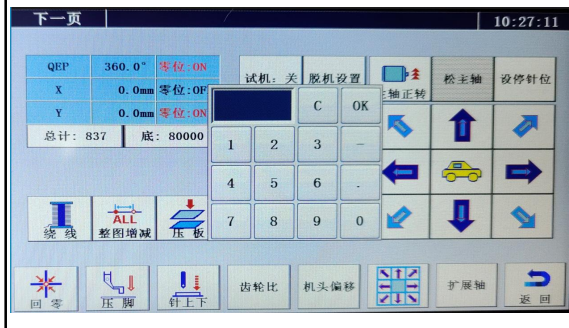 下一页
10:27:11
QEP 360.0° 零位:ON
X 0.0mm 零位:OF
Y 0.0mm 零位:ON
总计: 837 底: 80000
试机: 关 脱机设置 主轴正转 松主轴 设停针位
C OK
1 2 3 -
4 5 6 .
7 8 9 0
绕线 ALL 整图增减 压板
回零 压脚 针上下 齿轮比 机头偏移 扩展轴 返回